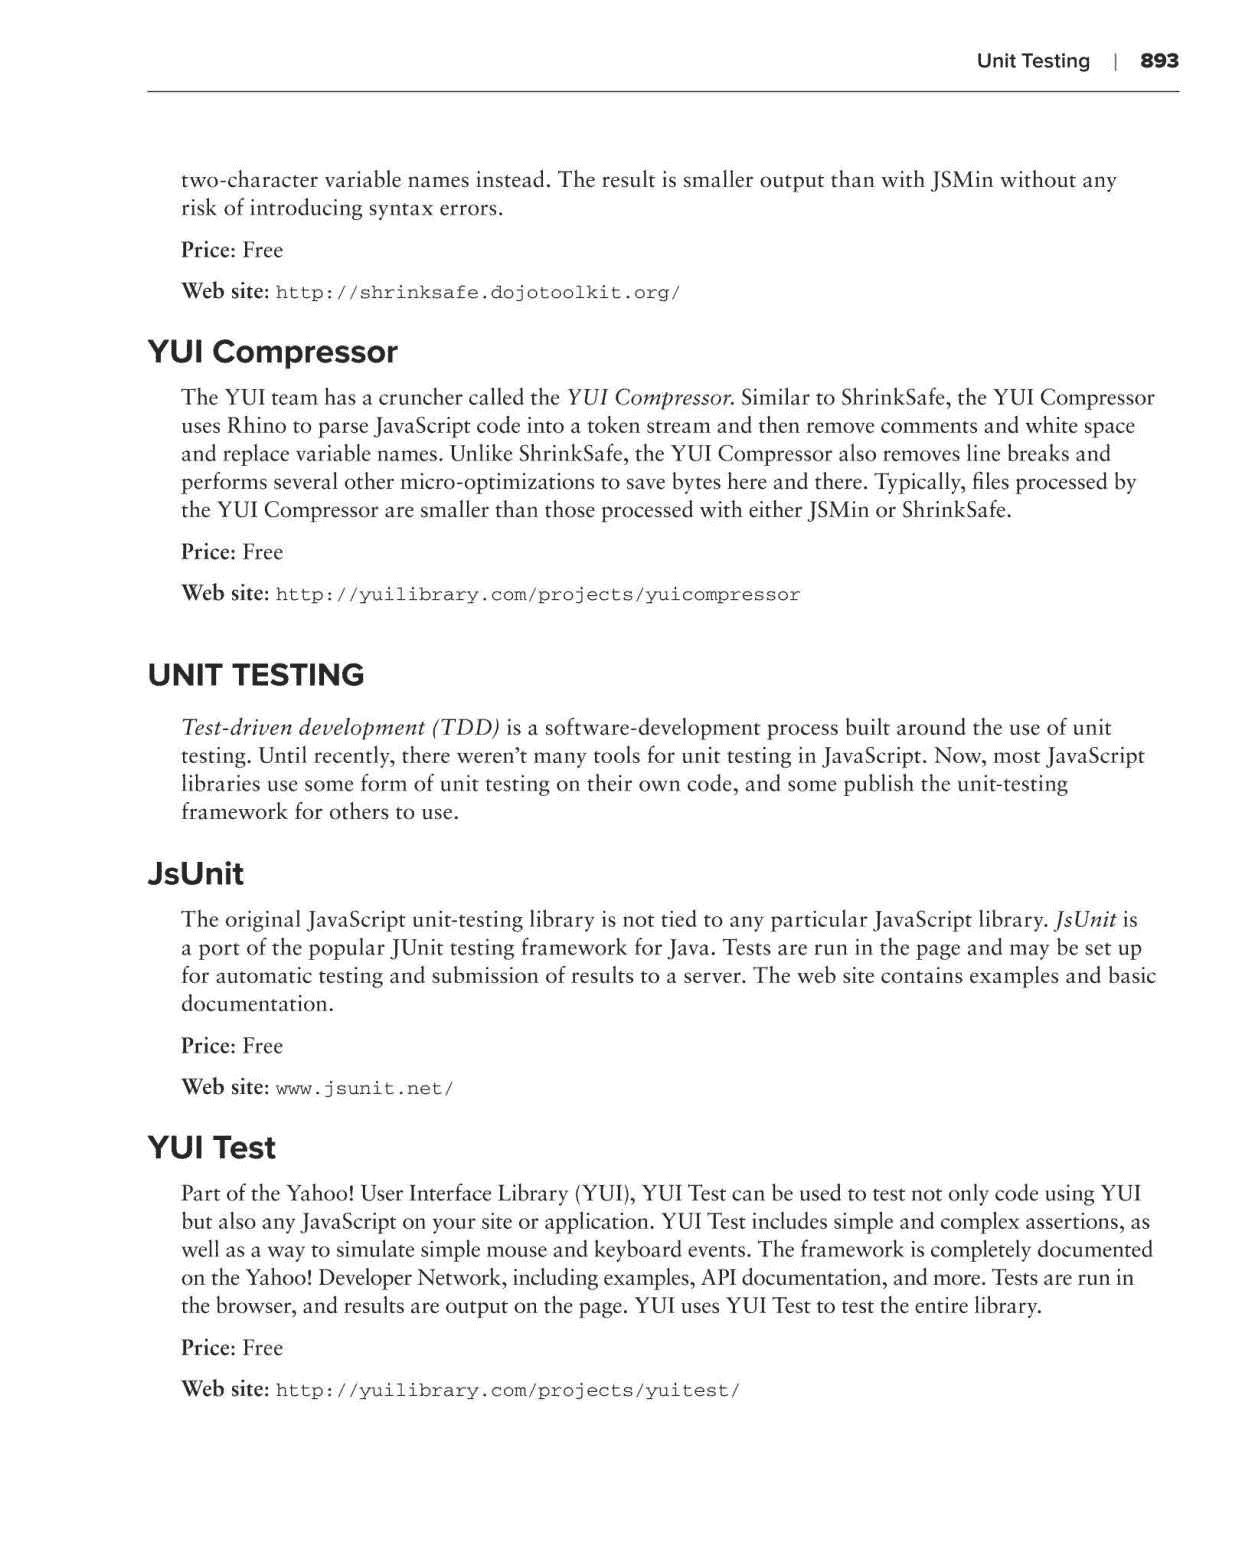 Unit Testing | 893
two-character variable names instead. The result is smaller output than with JSMin without any
risk of introducing syntax errors.
Price: Free
Web site: http://shrinksafe.dojotoolkit.org/
YUI Compressor
The YUI team has a cruncher called the YUI Compressor. Similar to ShrinkSafe, the YUI Compressor
uses Rhino to parse JavaScript code into a token stream and then remove comments and white space
and replace variable names. Unlike ShrinkSafe, the YUI Compressor also removes line breaks and
performs several other micro-optimizations to save bytes here and there. Typically, files processed by
the YUI Compressor are smaller than those processed with either JSMin or ShrinkSafe.
Price: Free
Web site: http://yuilibrary.com/projects/yuicompressor
UNIT TESTING
Test-driven development (TDD) is a software-development process built around the use of unit
testing. Until recently, there weren’t many tools for unit testing in JavaScript. Now, most JavaScript
libraries use some form of unit testing on their own code, and some publish the unit-testing
framework for others to use.
JsUnit
The original JavaScript unit-testing library is not tied to any particular JavaScript library. JsUnit is
a port of the popular JUnit testing framework for Java. Tests are run in the page and may be set up
for automatic testing and submission of results to a server. The web site contains examples and basic
documentation.
Price: Free
Web site: www.jsunit.net/
YUI Test
Part of the Yahoo! User Interface Library (YUI), YUI Test can be used to test not only code using YUI
but also any JavaScript on your site or application. YUI Test includes simple and complex assertions, as
well as a way to simulate simple mouse and keyboard events. The framework is completely documented
on the Yahoo! Developer Network, including examples, API documentation, and more. Tests are run in
the browser, and results are output on the page. YUI uses YUI Test to test the entire library.
Price: Free
Web site: http://yuilibrary.com/projects/yuitest/